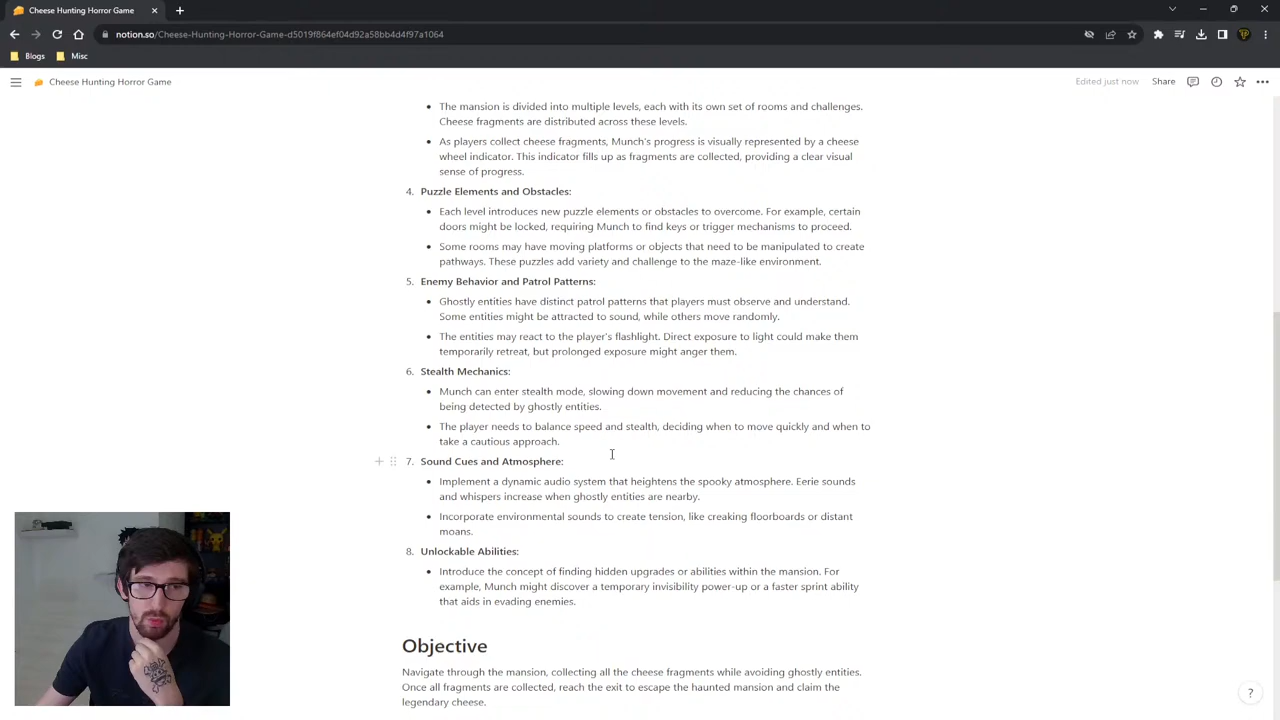 Cheese Hunting Horror Game
notion.so/Cheese-Hunting-Horror-Game-d5019f864ef04d92a58bb4d4f97a1064
Blogs
Misc
Cheese Hunting Horror Game
Edited just now
Share
• The mansion is divided into multiple levels, each with its own set of rooms and challenges.
Cheese fragments are distributed across these levels.
• As players collect cheese fragments, Munch's progress is visually represented by a cheese
wheel indicator. This indicator fills up as fragments are collected, providing a clear visual
sense of progress.
4. Puzzle Elements and Obstacles:
• Each level introduces new puzzle elements or obstacles to overcome. For example, certain
doors might be locked, requiring Munch to find keys or trigger mechanisms to proceed.
• Some rooms may have moving platforms or objects that need to be manipulated to create
pathways. These puzzles add variety and challenge to the maze-like environment.
5. Enemy Behavior and Patrol Patterns:
• Ghostly entities have distinct patrol patterns that players must observe and understand.
Some entities might be attracted to sound, while others move randomly.
• The entities may react to the player's flashlight. Direct exposure to light could make them
temporarily retreat, but prolonged exposure might anger them.
6. Stealth Mechanics:
• Munch can enter stealth mode, slowing down movement and reducing the chances of
being detected by ghostly entities.
• The player needs to balance speed and stealth, deciding when to move quickly and when to
take a cautious approach.
7. Sound Cues and Atmosphere:
• Implement a dynamic audio system that heightens the spooky atmosphere. Eerie sounds
and whispers increase when ghostly entities are nearby.
• Incorporate environmental sounds to create tension, like creaking floorboards or distant
moans.
8. Unlockable Abilities:
• Introduce the concept of finding hidden upgrades or abilities within the mansion. For
example, Munch might discover a temporary invisibility power-up or a faster sprint ability
that aids in evading enemies.
Objective
Navigate through the mansion, collecting all the cheese fragments while avoiding ghostly entities.
Once all fragments are collected, reach the exit to escape the haunted mansion and claim the
legendary cheese.
?